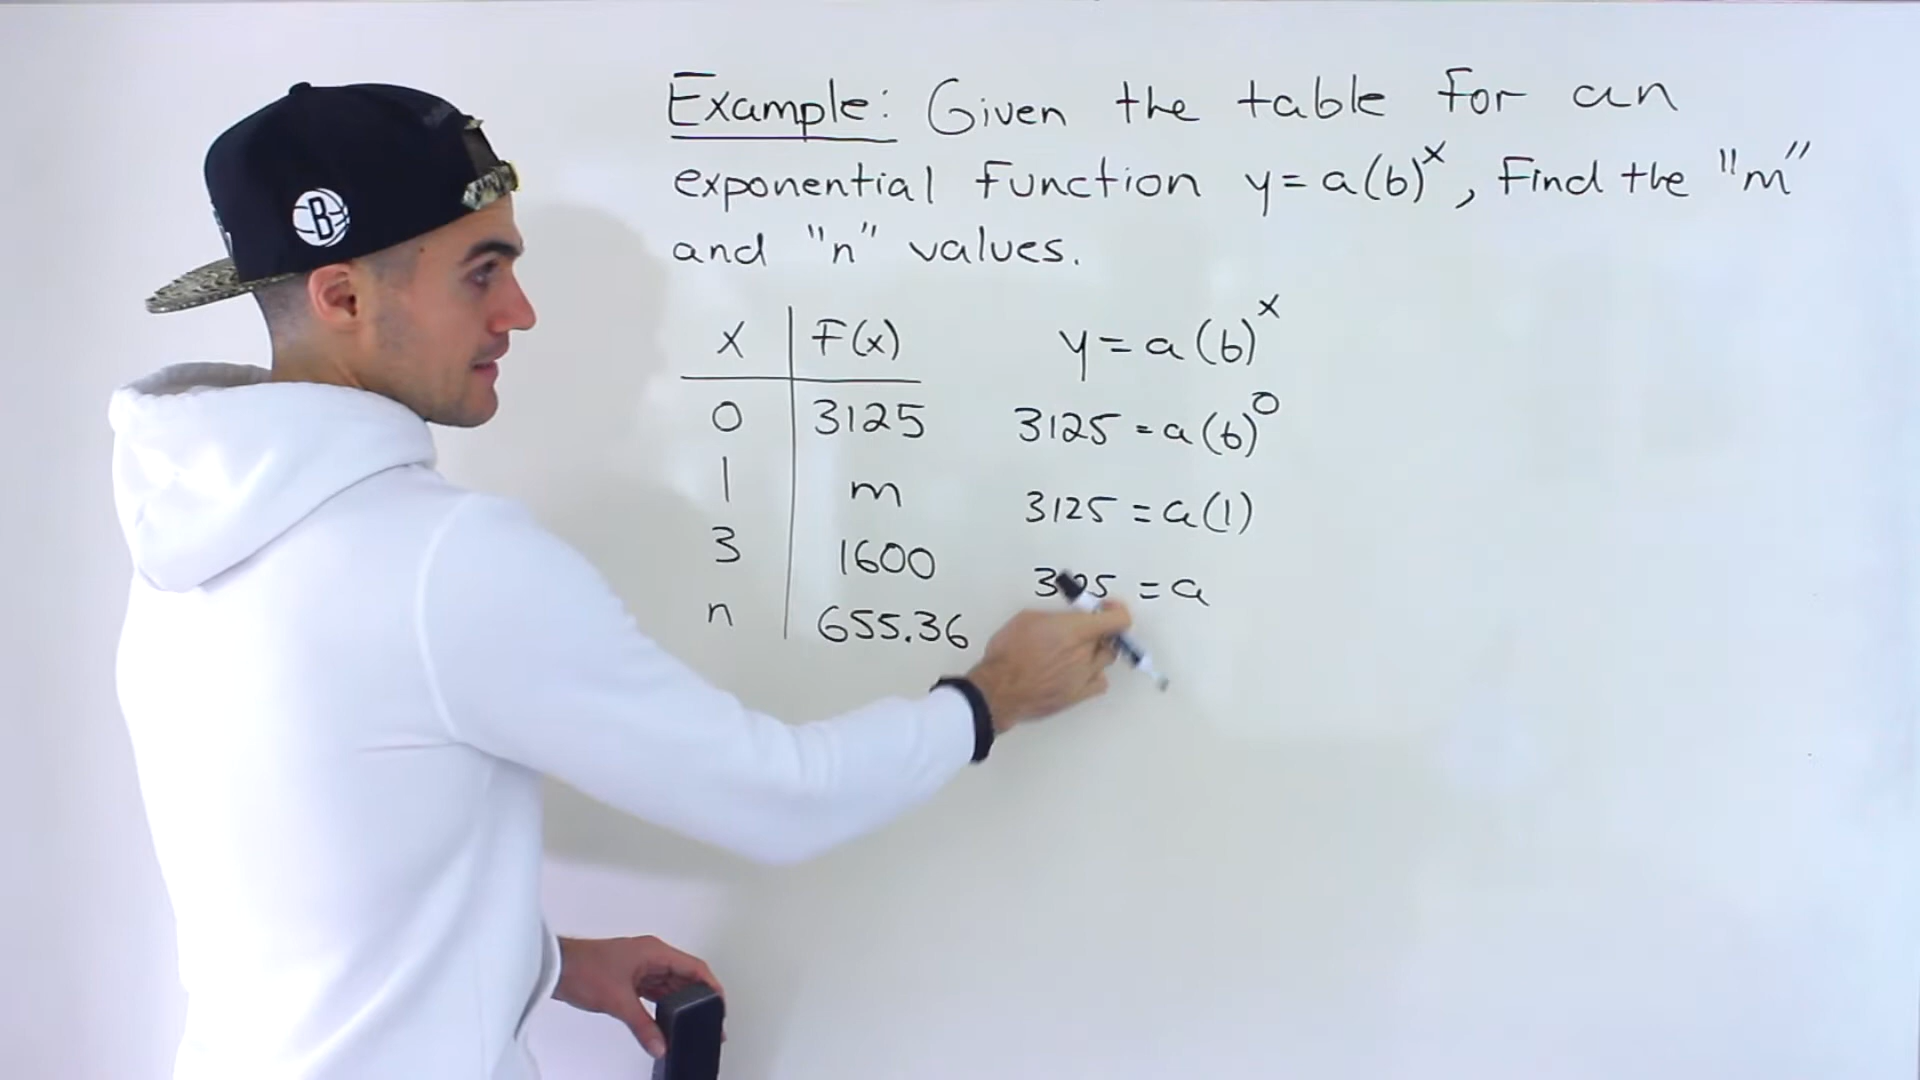 Example: Given the table for an
exponential function y=a(b)^x, Find the "m"
and "n" values.
x | F(x)
0 | 3125
1 | m
3 | 1600
n | 655.36
y=a(b)^x
3125=a(b)^0
3125=a(1)
=a
B